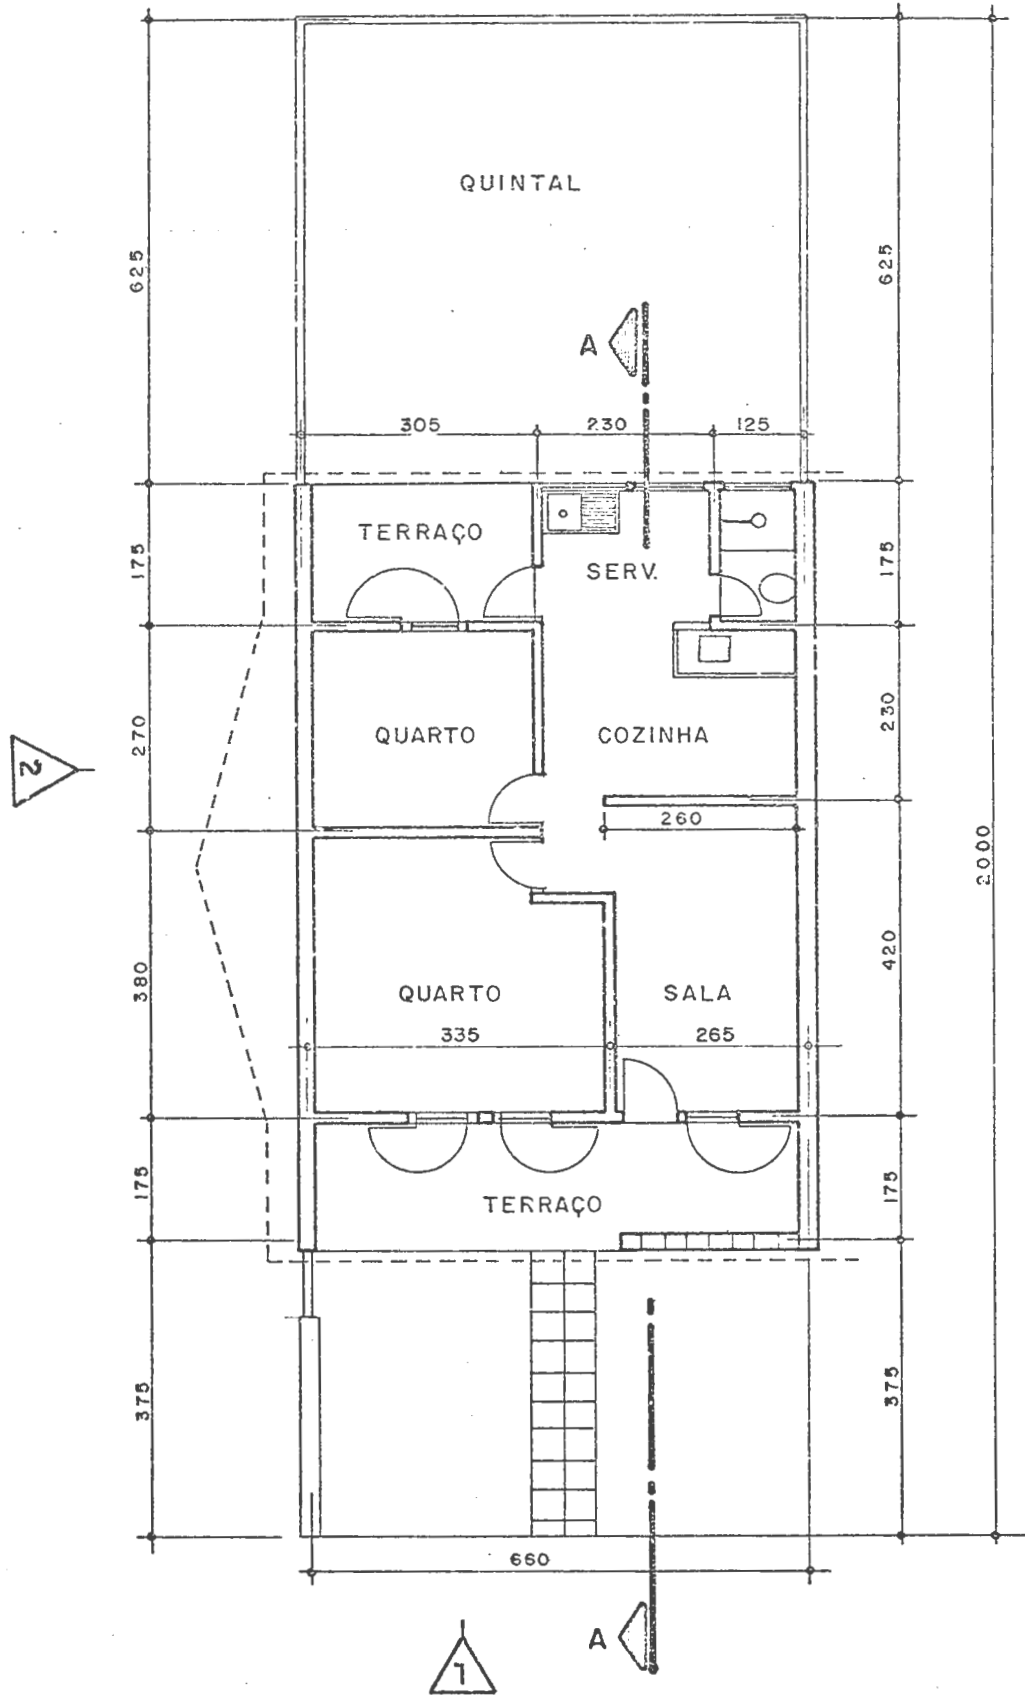 QUINTAL
625
625
A
305
230
125
TERRAÇO
175
SERV.
175
270
QUARTO
COZINHA
230
2
260
2000
380
QUARTO
SALA
420
335
265
175
TERRAÇO
175
375
375
660
A
1